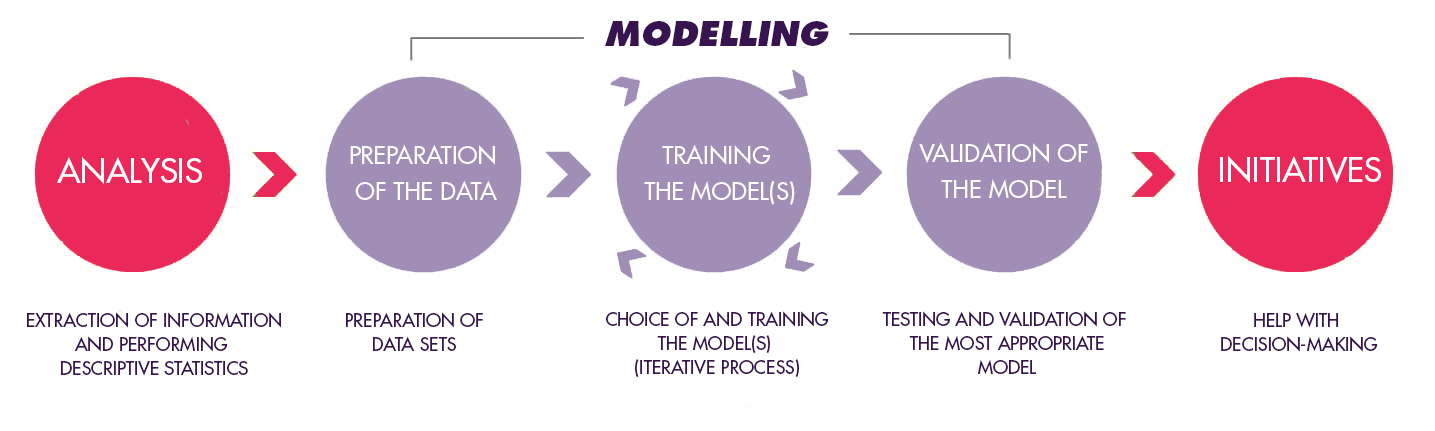 MODELLING
ANALYSIS
PREPARATION
OF THE DATA
TRAINING
THE MODEL(S)
VALIDATION OF
THE MODEL
INITIATIVES
EXTRACTION OF INFORMATION
AND PERFORMING
DESCRIPTIVE STATISTICS
PREPARATION OF
DATA SETS
CHOICE OF AND TRAINING
THE MODEL(S)
(ITERATIVE PROCESS)
TESTING AND VALIDATION OF
THE MOST APPROPRIATE
MODEL
HELP WITH
DECISION-MAKING